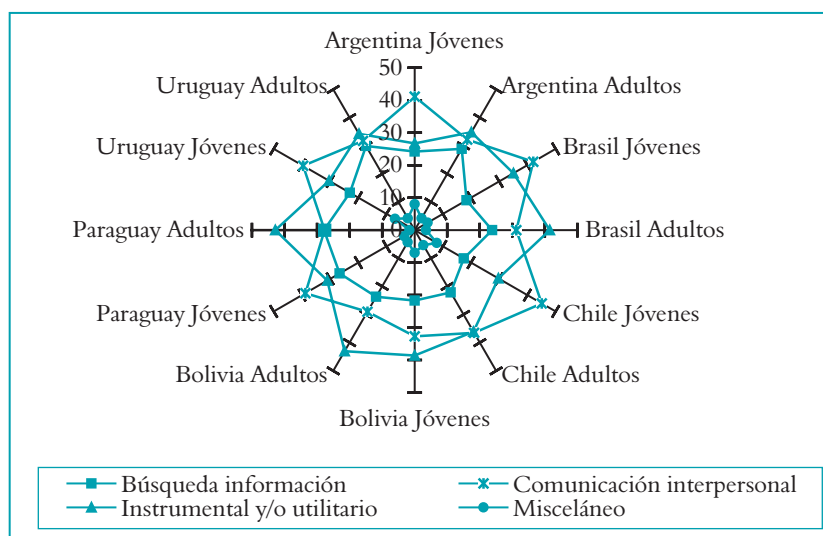 Argentina Jóvenes
50
40
30
20
10
0
Argentina Adultos
Brasil Jóvenes
Brasil Adultos
Chile Jóvenes
Chile Adultos
Bolivia Jóvenes
Bolivia Adultos
Paraguay Jóvenes
Paraguay Adultos
Uruguay Jóvenes
Uruguay Adultos
Búsqueda información
Comunicación interpersonal
Instrumental y/o utilitario
Misceláneo